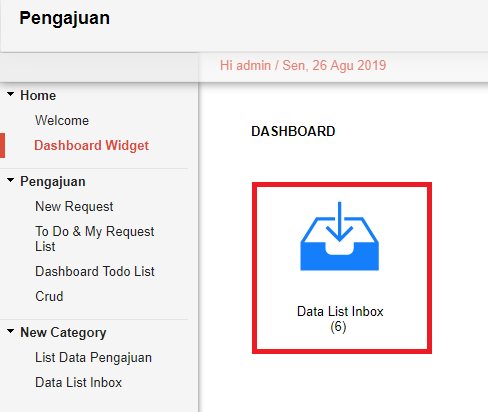 Pengajuan
Hi admin / Sen, 26 Agu 2019
Home
Welcome
Dashboard Widget
Pengajuan
New Request
To Do & My Request
List
Dashboard Todo List
Crud
New Category
List Data Pengajuan
Data List Inbox
DASHBOARD
Data List Inbox
(6)